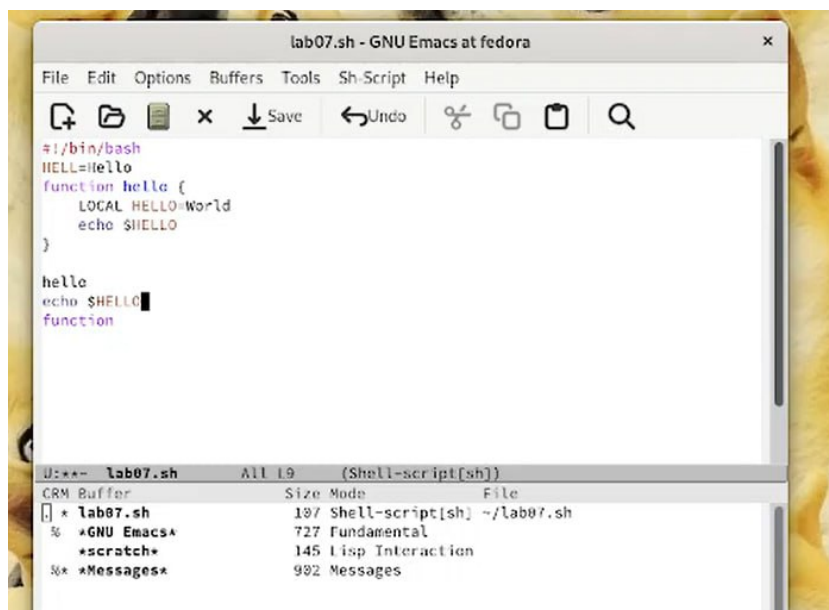 lab07.sh - GNU Emacs at fedora
File Edit Options Buffers Tools Sh-Script Help
Save Undo
#!/bin/bash
HELL=Hello
function hello {
    LOCAL HELLO=World
    echo $HELLO
}
hello
echo $HELLO
function
U:**- lab07.sh All L9 (Shell-script[sh])
CRM Buffer Size Mode File
. * lab07.sh 107 Shell-script[sh] ~/lab07.sh
% *GNU Emacs* 727 Fundamental
*scratch* 145 Lisp Interaction
%* *Messages* 902 Messages